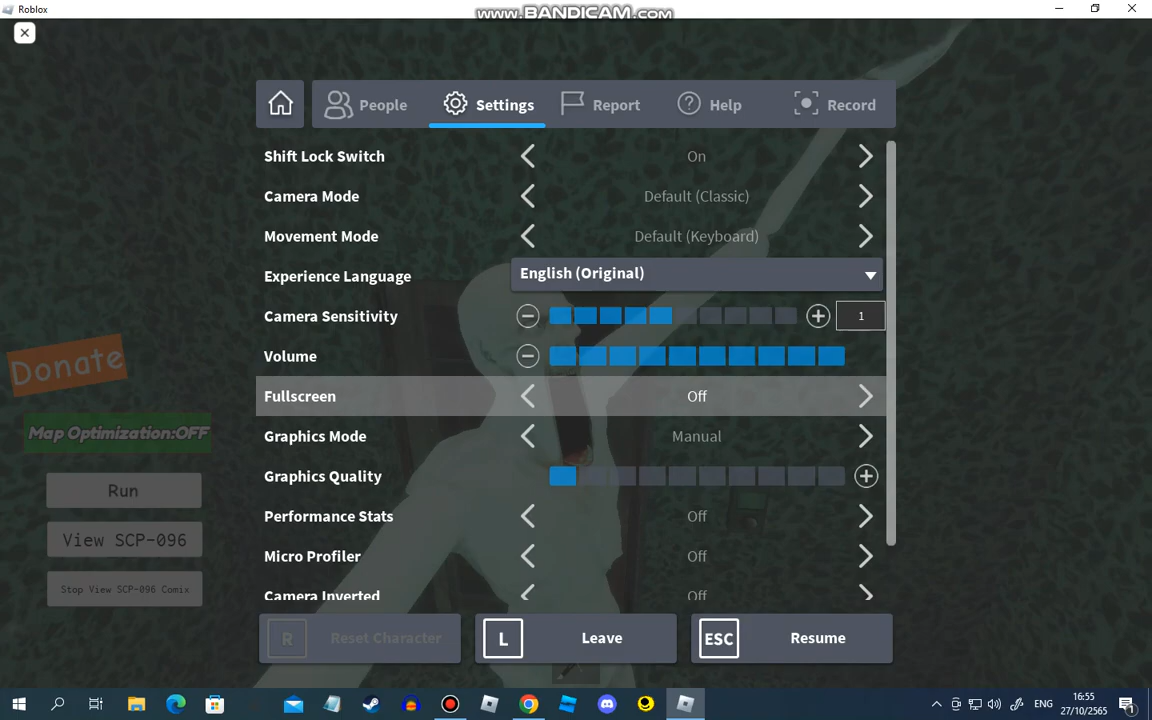 Roblox
www.BANDICAM.com
People
Settings
Report
Help
Record
Shift Lock Switch On
Camera Mode Default (Classic)
Movement Mode Default (Keyboard)
Experience Language English (Original)
Camera Sensitivity 1
Volume
Fullscreen Off
Graphics Mode Manual
Graphics Quality
Performance Stats Off
Micro Profiler Off
Camera Inverted Off
Donate
Map Optimization:OFF
Run
View SCP-096
Stop View SCP-096 Comix
R Reset Character
L Leave
ESC Resume
ENG
16:55
27/10/2565
1